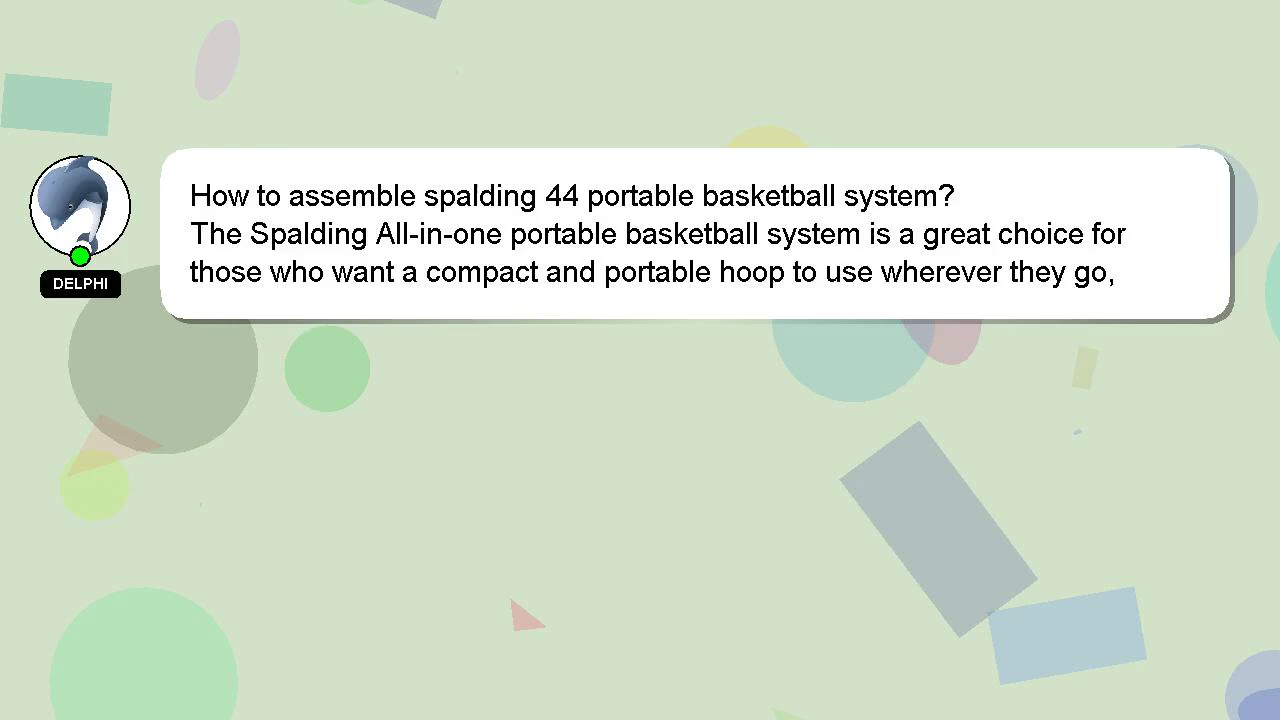 How to assemble spalding 44 portable basketball system?
The Spalding All-in-one portable basketball system is a great choice for
those who want a compact and portable hoop to use wherever they go,
DELPHI